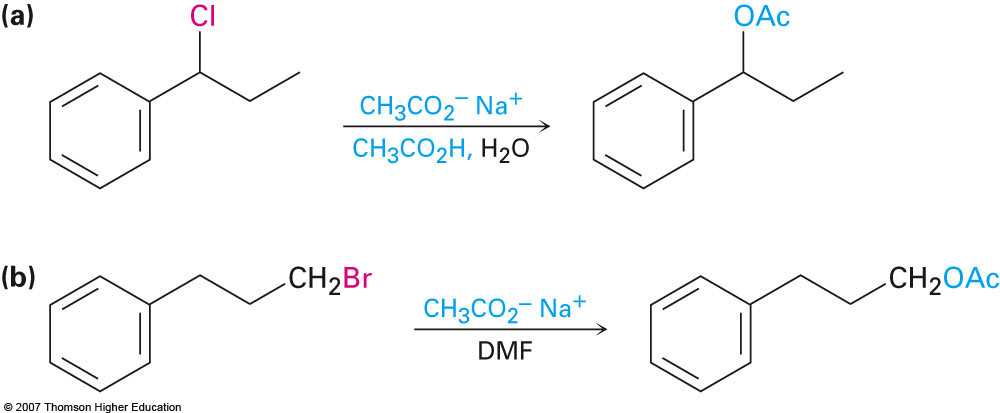 (a)
Cl
OAc
CH₃CO₂⁻ Na⁺
CH₃CO₂H, H₂O
(b)
CH₂Br
CH₃CO₂⁻ Na⁺
DMF
CH₂OAc
© 2007 Thomson Higher Education